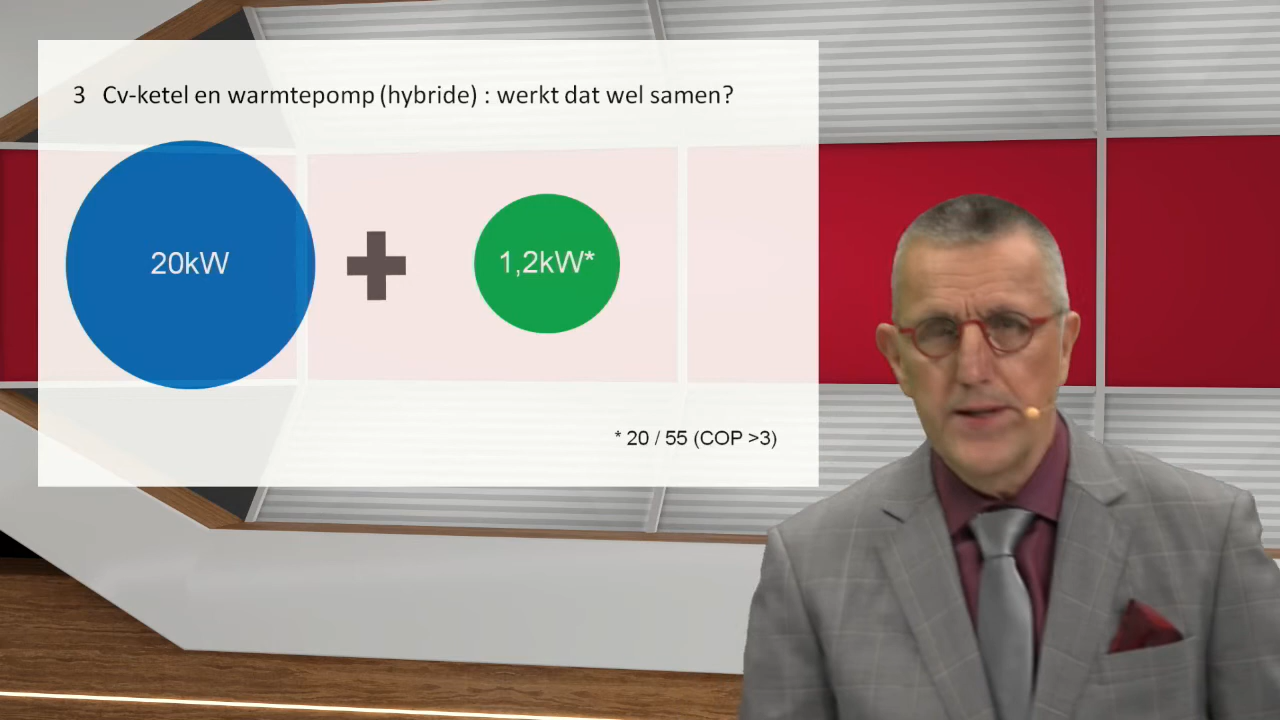 3 Cv-ketel en warmtepomp (hybride) : werkt dat wel samen?
20kW
1,2kW*
* 20 / 55 (COP >3)